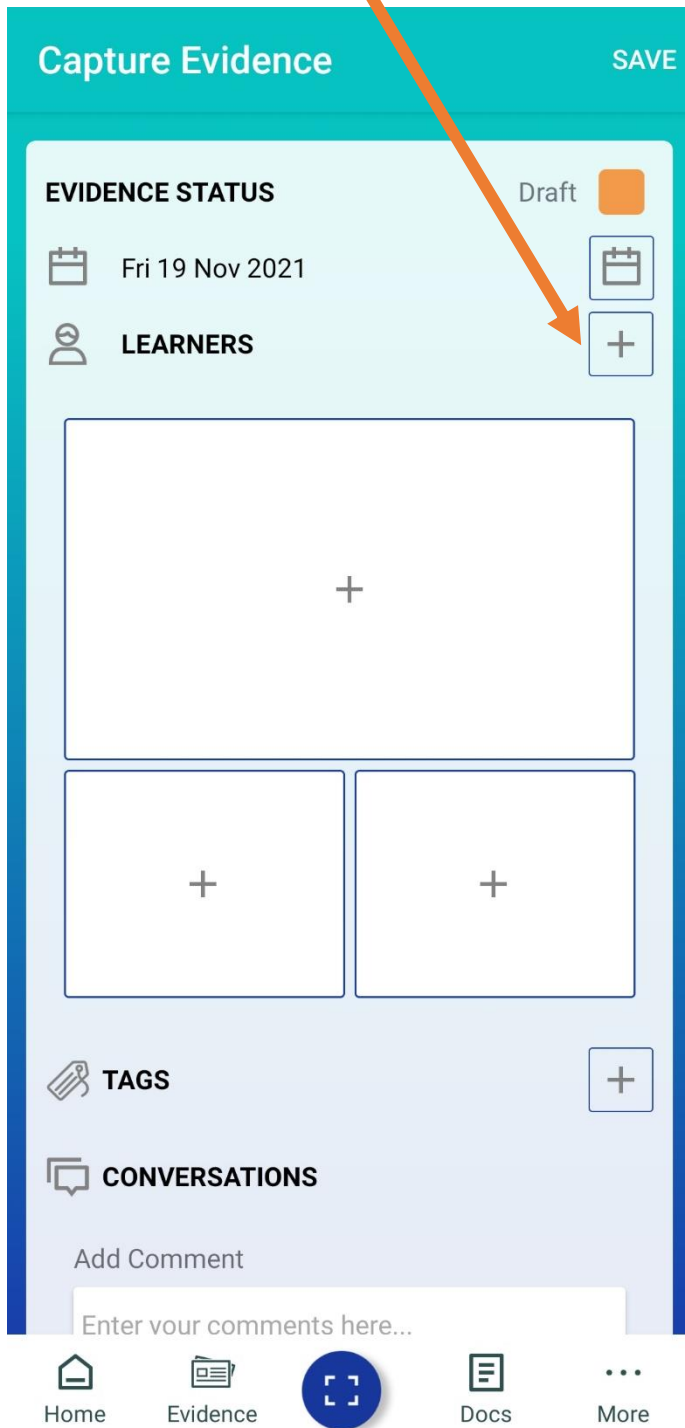 Capture Evidence SAVE
EVIDENCE STATUS Draft
Fri 19 Nov 2021
LEARNERS
TAGS
CONVERSATIONS
Add Comment
Enter your comments here...
Home Evidence Docs More